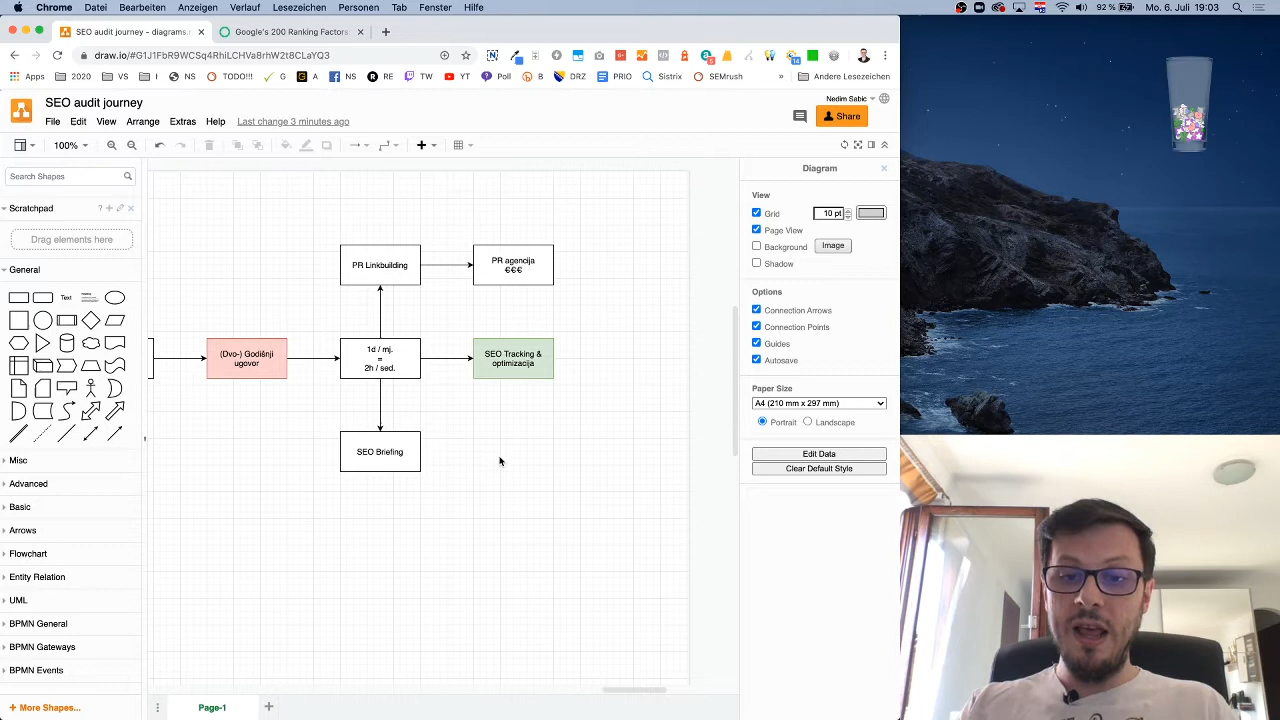 Chrome Datei Bearbeiten Anzeigen Verlauf Lesezeichen Personen Tab Fenster Hilfe
92 % Mo. 6. Juli 19:03
SEO audit journey - diagrams.n
Google's 200 Ranking Factors:
draw.io/#G1J1FbR9WCSq4RhiLCHVa8rhW2t8CLaYQ3
Apps 2020 VS I NS TODO!!! G A NS RE TW YT Poll B DRZ PRIO Sistrix SEMrush » Andere Lesezeichen
SEO audit journey
Nedim Sabic
File Edit View Arrange Extras Help Last change 3 minutes ago
Share
100%
Search Shapes
Scratchpad
Drag elements here
General
Text
Misc
Advanced
Basic
Arrows
Flowchart
Entity Relation
UML
BPMN General
BPMN Gateways
BPMN Events
+ More Shapes...
PR Linkbuilding
PR agencija
€€€
(Dvo-) Godišnji
ugovor
1d / mj.
=
2h / sed.
SEO Tracking &
optimizacija
SEO Briefing
Page-1
Diagram
View
Grid 10 pt
Page View
Background Image
Shadow
Options
Connection Arrows
Connection Points
Guides
Autosave
Paper Size
A4 (210 mm x 297 mm)
Portrait Landscape
Edit Data
Clear Default Style